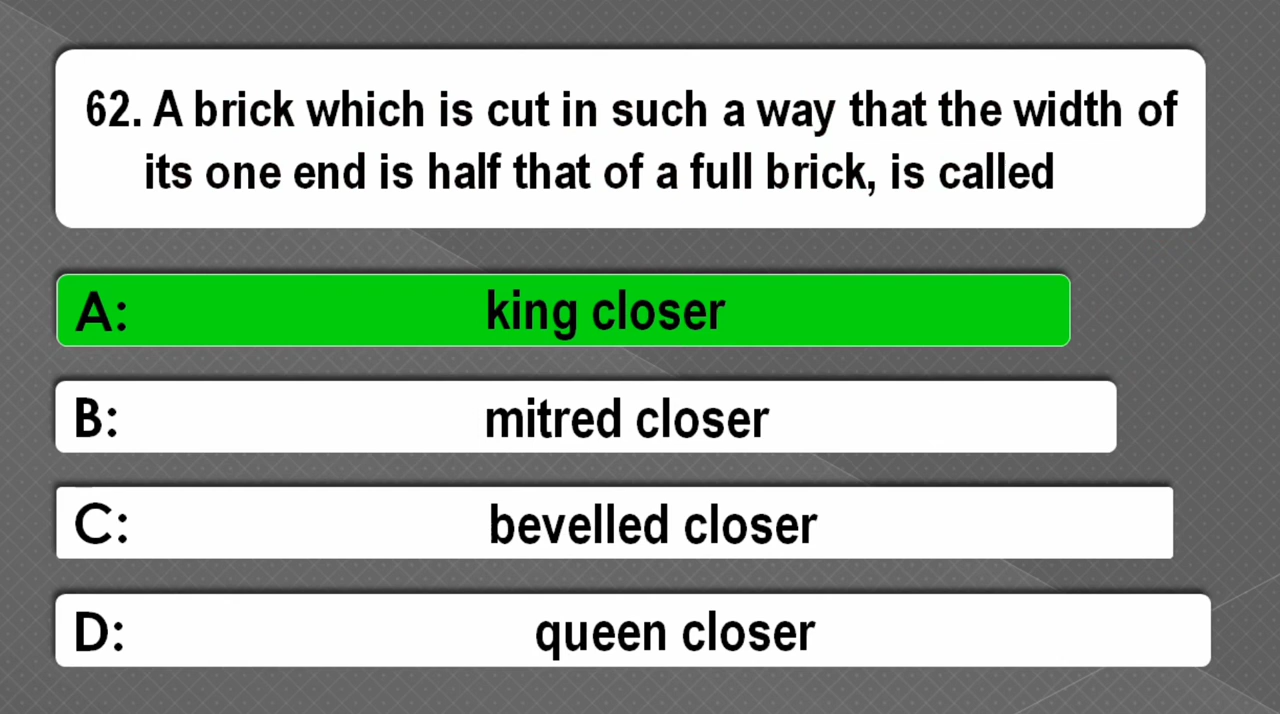 62. A brick which is cut in such a way that the width of
its one end is half that of a full brick, is called
A: king closer
B: mitred closer
C: bevelled closer
D: queen closer